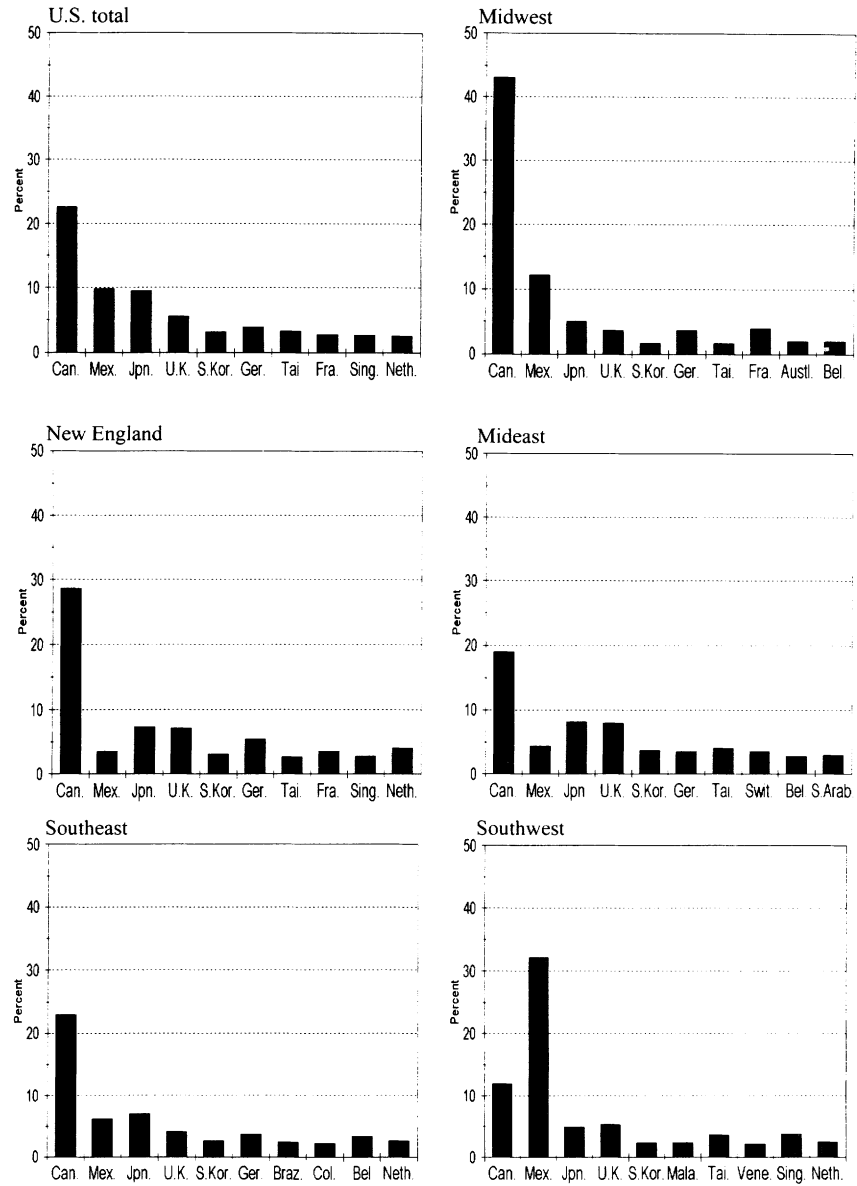 U.S. total
50
40
30
20
10
0
Percent
Can. Mex. Jpn. U.K. S.Kor. Ger. Tai Fra. Sing. Neth.
Midwest
50
40
30
20
10
0
Percent
Can. Mex. Jpn. U.K. S.Kor. Ger. Tai. Fra. Austl. Bel.
New England
50
40
30
20
10
0
Percent
Can. Mex. Jpn. U.K. S.Kor. Ger. Tai. Fra. Sing. Neth.
Mideast
50
40
30
20
10
0
Percent
Can. Mex. Jpn U.K. S.Kor. Ger. Tai. Swit. Bel S.Arab
Southeast
50
40
30
20
10
0
Percent
Can. Mex. Jpn. U.K. S.Kor. Ger. Braz. Col. Bel Neth.
Southwest
50
40
30
20
10
0
Percent
Can. Mex. Jpn. U.K. S.Kor. Mala. Tai. Vene. Sing. Neth.